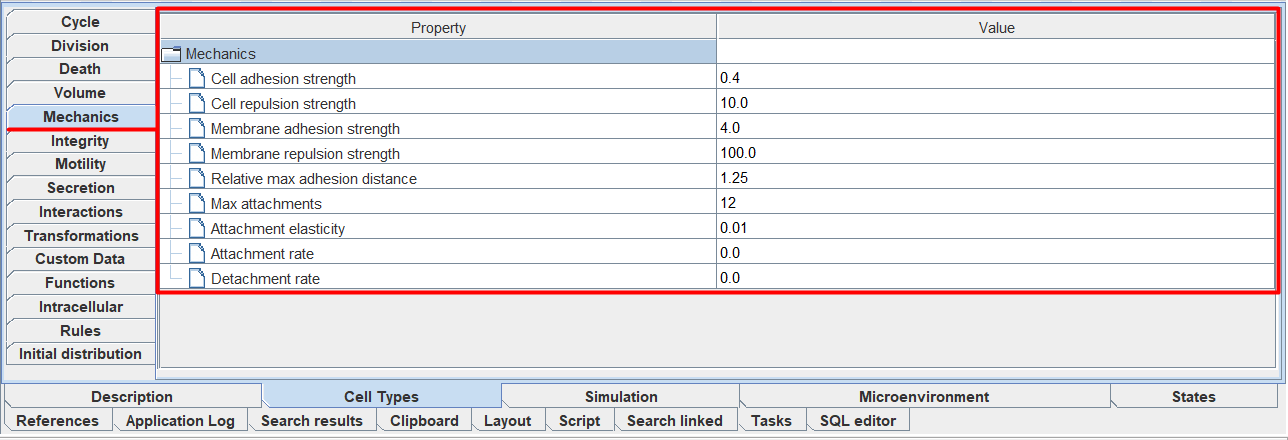 Cycle
Division
Death
Volume
Mechanics
Integrity
Motility
Secretion
Interactions
Transformations
Custom Data
Functions
Intracellular
Rules
Initial distribution
Property Value
Mechanics
Cell adhesion strength 0.4
Cell repulsion strength 10.0
Membrane adhesion strength 4.0
Membrane repulsion strength 100.0
Relative max adhesion distance 1.25
Max attachments 12
Attachment elasticity 0.01
Attachment rate 0.0
Detachment rate 0.0
Description Cell Types Simulation Microenvironment States
References Application Log Search results Clipboard Layout Script Search linked Tasks SQL editor